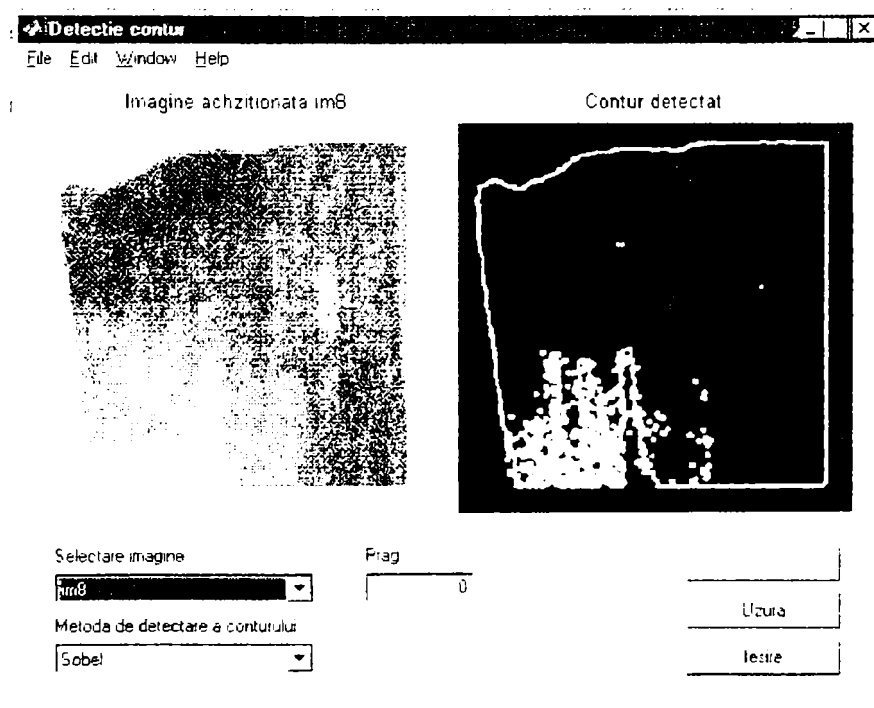 Detectie contur
File Edit Window Help
Imagine achzitionata im8
Contur detectat
Selectare imagine
Prag
im8
0
Uzura
Metoda de detectare a conturului
Sobel
Iesire